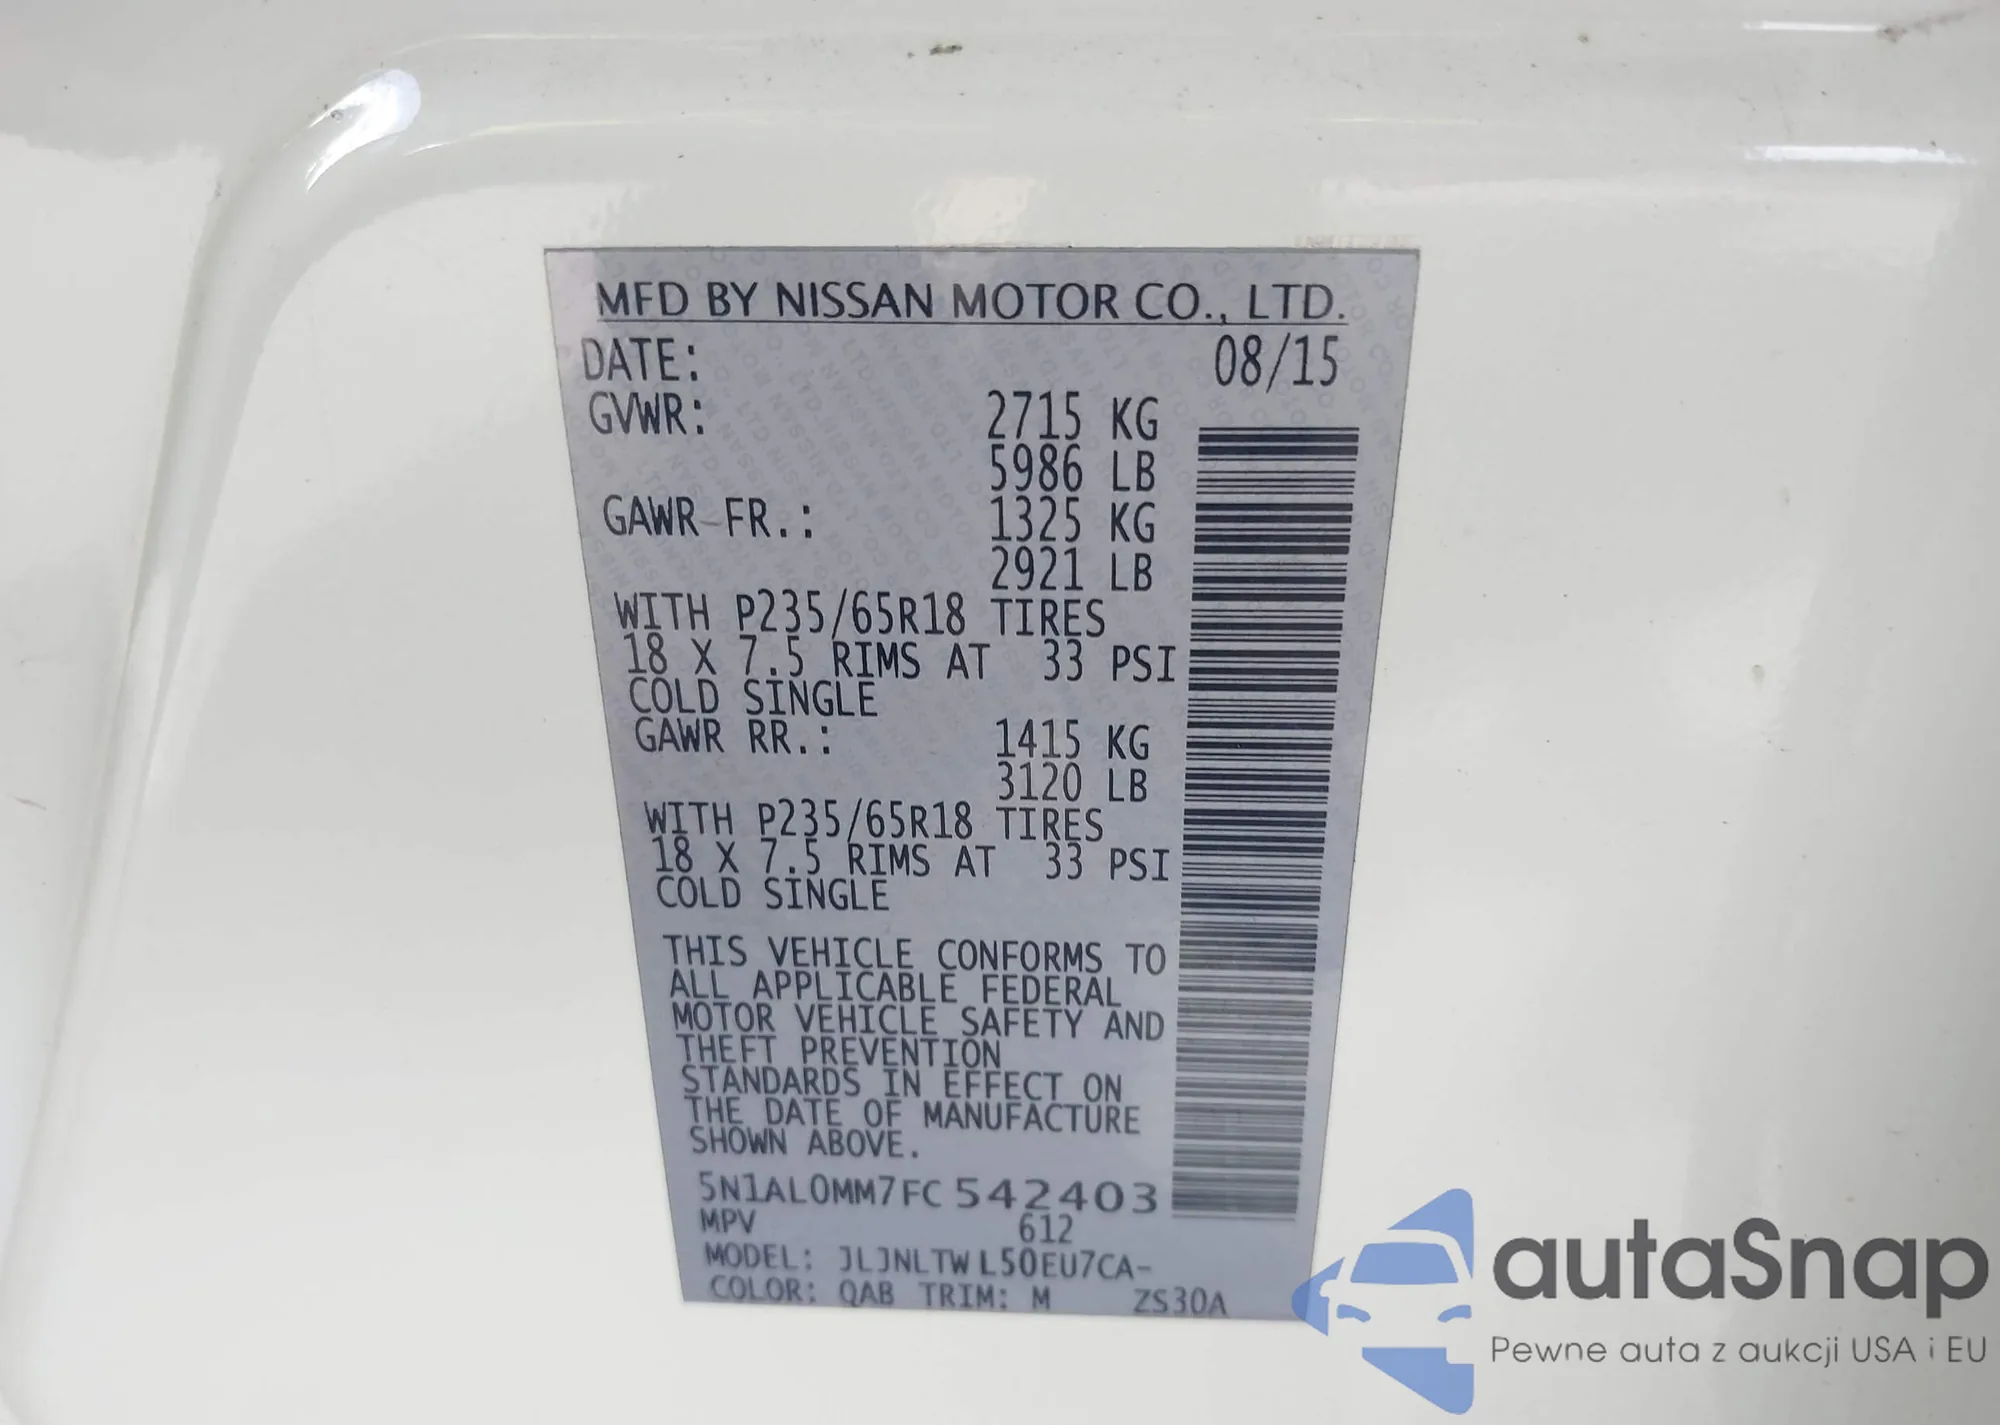 MFD BY NISSAN MOTOR CO., LTD.
DATE: 08/15
GVWR: 2715 KG
5986 LB
GAWR FR.: 1325 KG
2921 LB
WITH P235/65R18 TIRES
18 X 7.5 RIMS AT 33 PSI
COLD SINGLE
GAWR RR.: 1415 KG
3120 LB
WITH P235/65R18 TIRES
18 X 7.5 RIMS AT 33 PSI
COLD SINGLE
THIS VEHICLE CONFORMS TO
ALL APPLICABLE FEDERAL
MOTOR VEHICLE SAFETY AND
THEFT PREVENTION
STANDARDS IN EFFECT ON
THE DATE OF MANUFACTURE
SHOWN ABOVE.
5N1AL0MM7FC542403
MPV 612
MODEL: JLJNLTWL50EU7CA-
COLOR: QAB TRIM: M ZS30A
autaSnap
Pewne auta z aukcji USA i EU